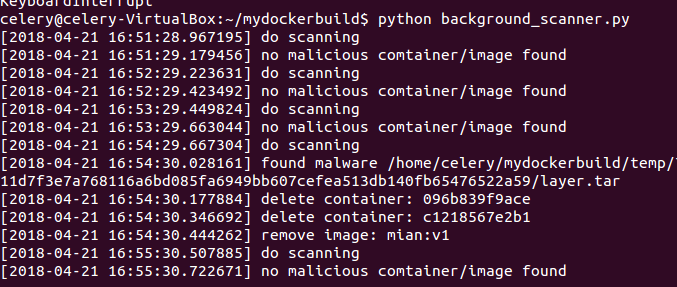 KeyboardInterrupt
celery@celery-VirtualBox:~/mydockerbuild$ python background_scanner.py
[2018-04-21 16:51:28.967195] do scanning
[2018-04-21 16:51:29.179456] no malicious comtainer/image found
[2018-04-21 16:52:29.223631] do scanning
[2018-04-21 16:52:29.423492] no malicious comtainer/image found
[2018-04-21 16:53:29.449824] do scanning
[2018-04-21 16:53:29.663044] no malicious comtainer/image found
[2018-04-21 16:54:29.667304] do scanning
[2018-04-21 16:54:30.028161] found malware /home/celery/mydockerbuild/temp/
11d7f3e7a768116a6bd085fa6949bb607cefea513db140fb65476522a59/layer.tar
[2018-04-21 16:54:30.177884] delete container: 096b839f9ace
[2018-04-21 16:54:30.346692] delete container: c1218567e2b1
[2018-04-21 16:54:30.444262] remove image: mian:v1
[2018-04-21 16:55:30.507885] do scanning
[2018-04-21 16:55:30.722671] no malicious comtainer/image found